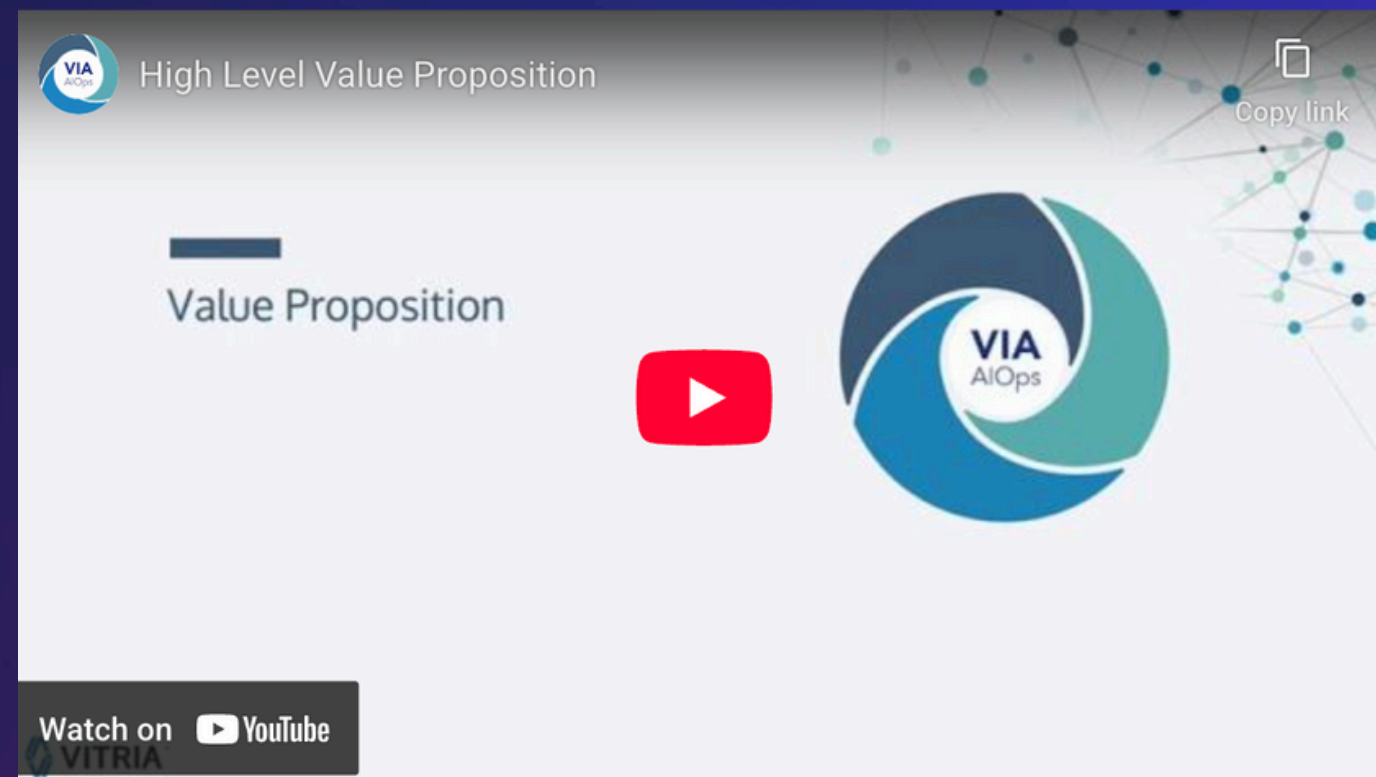 VIA
AIOps
High Level Value Proposition
Copy link
Value Proposition
VIA
AIOps
Watch on YouTube
VITRIA